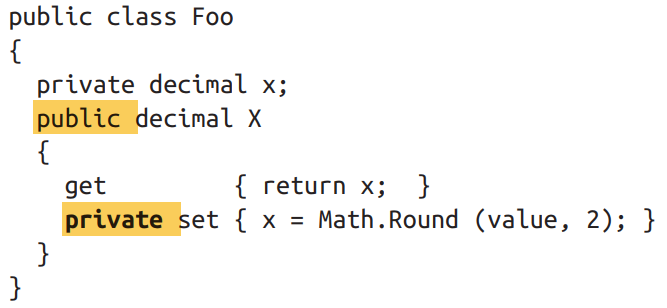 public class Foo
{
  private decimal x;
  public decimal X
  {
    get         { return x;  }
    private set { x = Math.Round (value, 2); }
  }
}